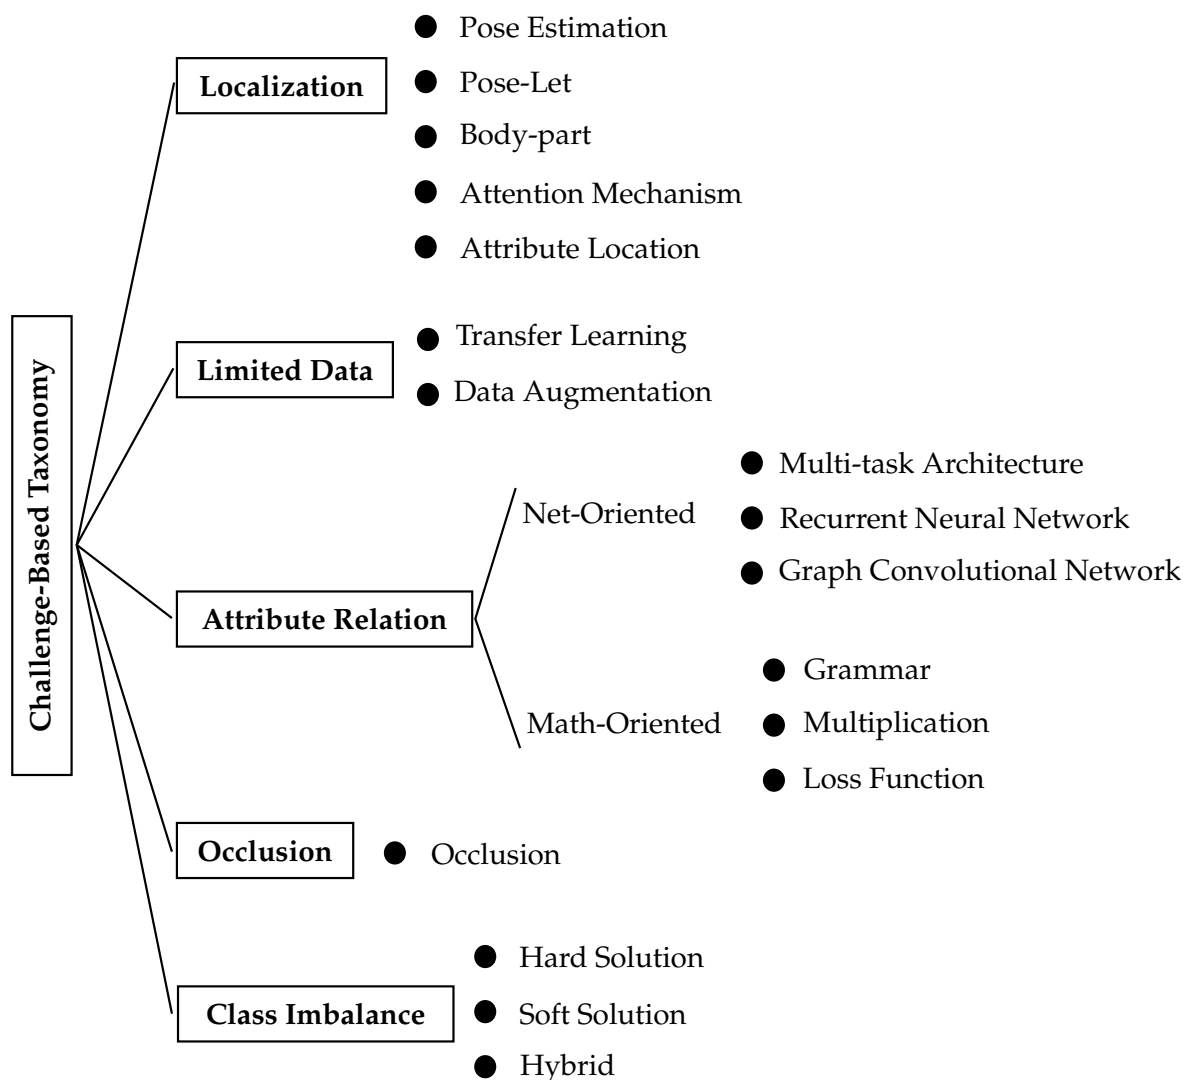 Challenge-Based Taxonomy
Localization
Pose Estimation
Pose-Let
Body-part
Attention Mechanism
Attribute Location
Limited Data
Transfer Learning
Data Augmentation
Attribute Relation
Net-Oriented
Multi-task Architecture
Recurrent Neural Network
Graph Convolutional Network
Math-Oriented
Grammar
Multiplication
Loss Function
Occlusion
Occlusion
Class Imbalance
Hard Solution
Soft Solution
Hybrid